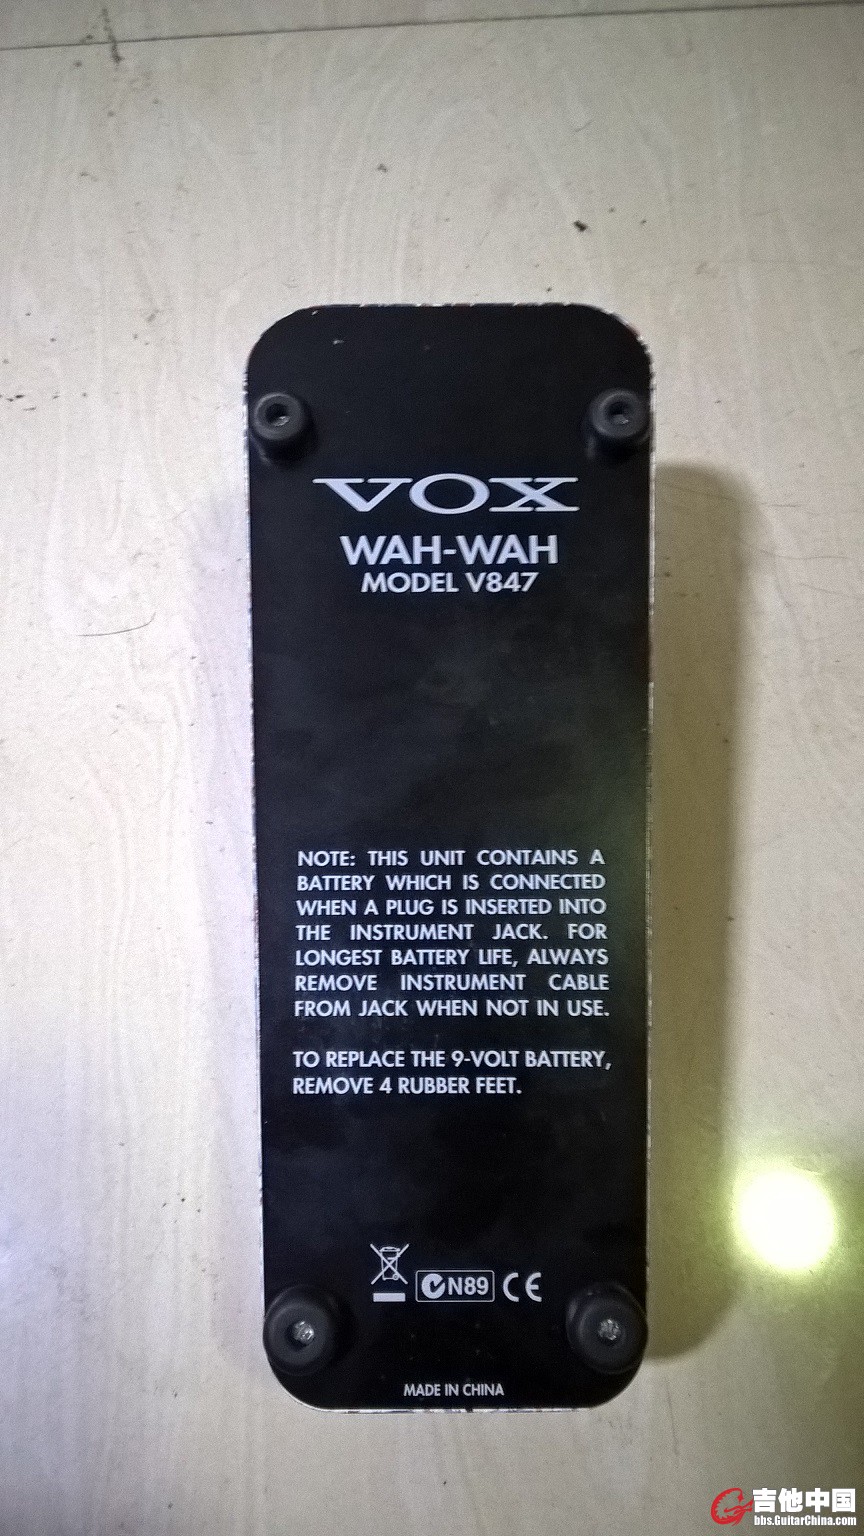 VOX
WAH-WAH
MODEL V847
NOTE: THIS UNIT CONTAINS A
BATTERY WHICH IS CONNECTED
WHEN A PLUG IS INSERTED INTO
THE INSTRUMENT JACK. FOR
LONGEST BATTERY LIFE, ALWAYS
REMOVE INSTRUMENT CABLE
FROM JACK WHEN NOT IN USE.
TO REPLACE THE 9-VOLT BATTERY,
REMOVE 4 RUBBER FEET.
N89 CE
MADE IN CHINA
吉他中国
bbs.GuitarChina.com